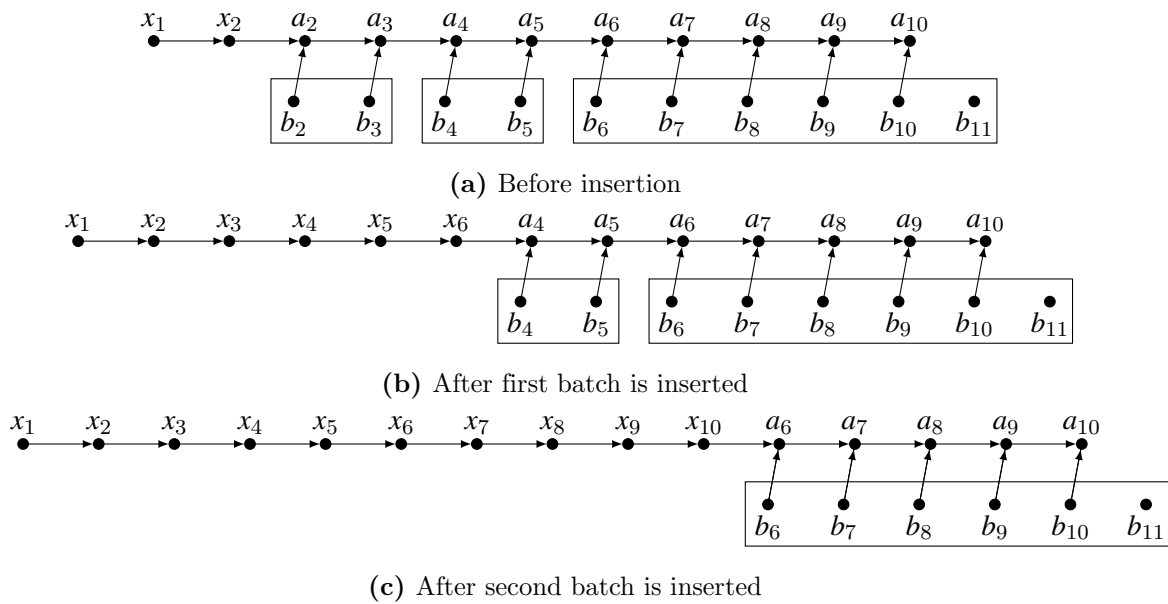 x₁ x₂ a₂ a₃ a₄ a₅ a₆ a₇ a₈ a₉ a₁₀
b₂ b₃ b₄ b₅ b₆ b₇ b₈ b₉ b₁₀ b₁₁
(a) Before insertion
x₁ x₂ x₃ x₄ x₅ x₆ a₄ a₅ a₆ a₇ a₈ a₉ a₁₀
b₄ b₅ b₆ b₇ b₈ b₉ b₁₀ b₁₁
(b) After first batch is inserted
x₁ x₂ x₃ x₄ x₅ x₆ x₇ x₈ x₉ x₁₀ a₆ a₇ a₈ a₉ a₁₀
b₆ b₇ b₈ b₉ b₁₀ b₁₁
(c) After second batch is inserted